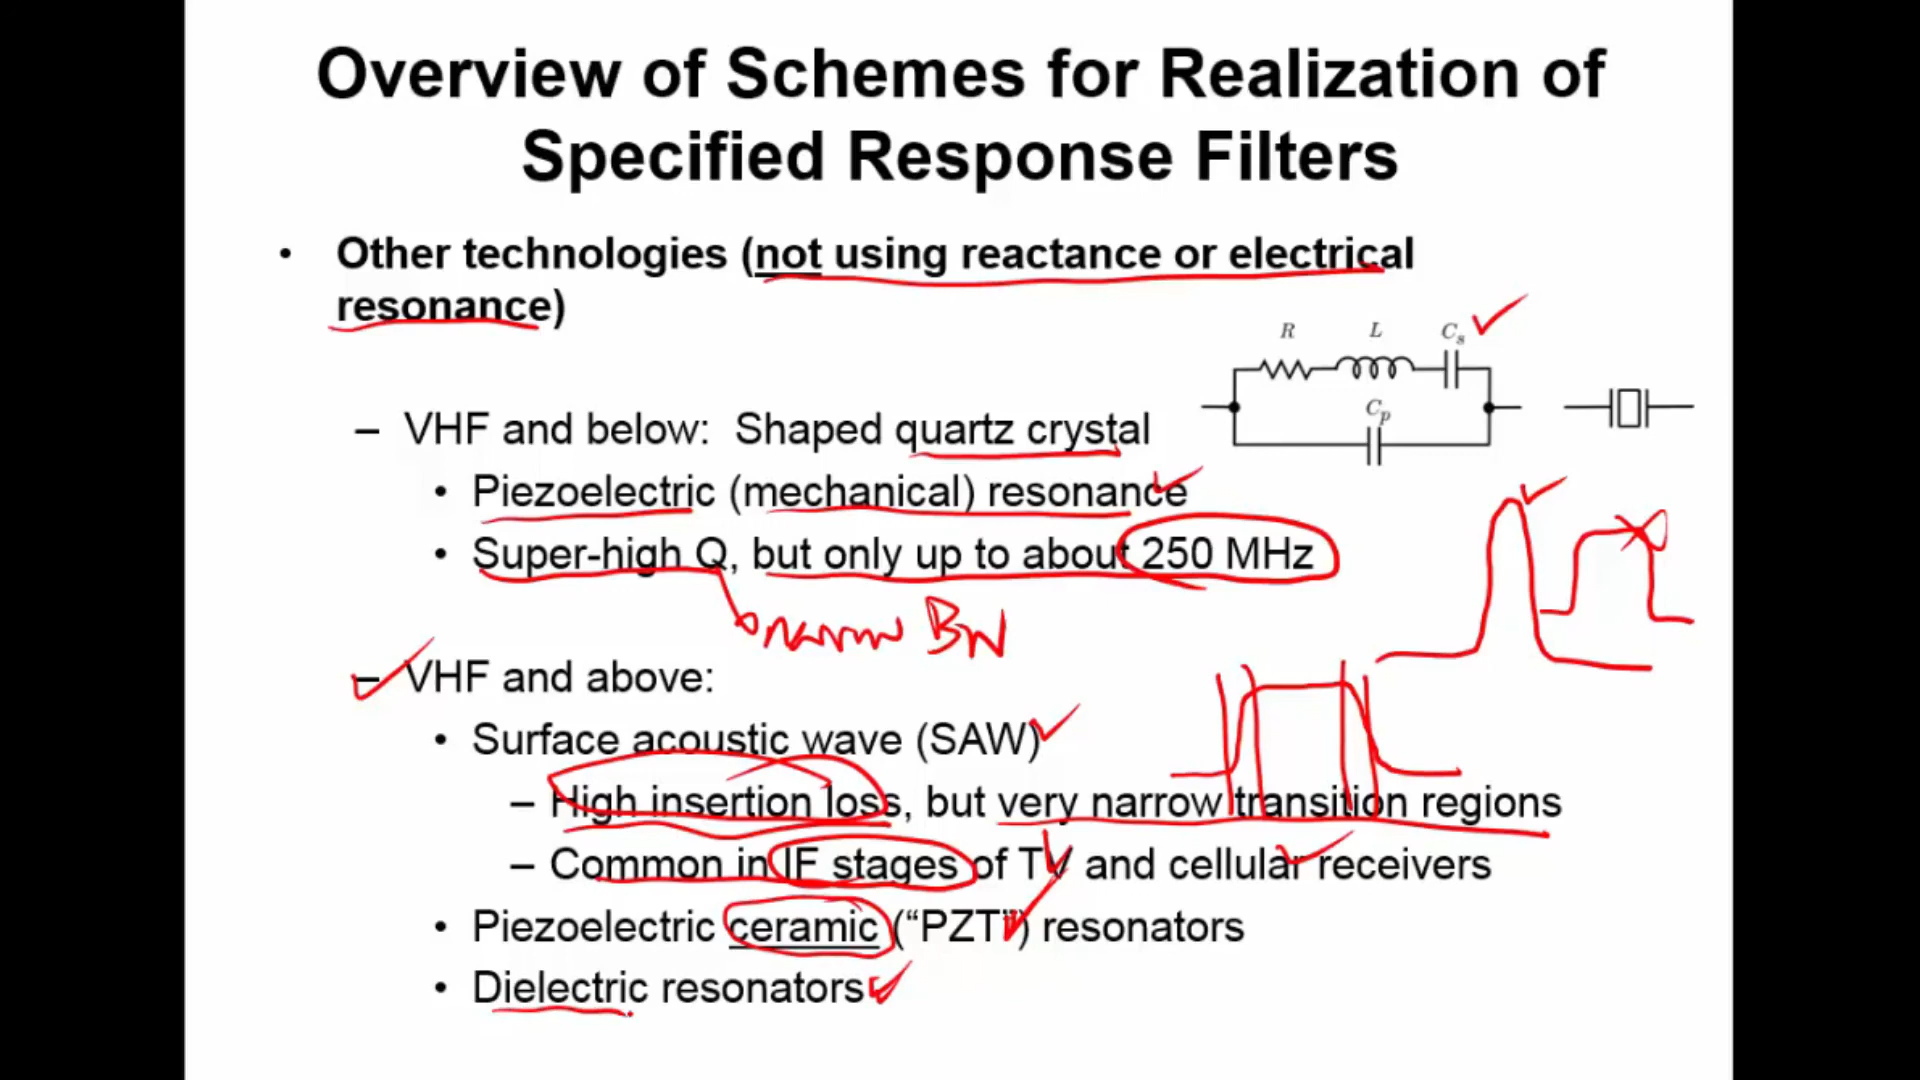 Overview of Schemes for Realization of
Specified Response Filters
• Other technologies (not using reactance or electrical
resonance)
R L Cs
Cp
– VHF and below: Shaped quartz crystal
• Piezoelectric (mechanical) resonance
• Super-high Q, but only up to about 250 MHz
narrow BW
– VHF and above:
• Surface acoustic wave (SAW)
– High insertion loss, but very narrow transition regions
– Common in IF stages of TV and cellular receivers
• Piezoelectric ceramic (“PZT”) resonators
• Dielectric resonators